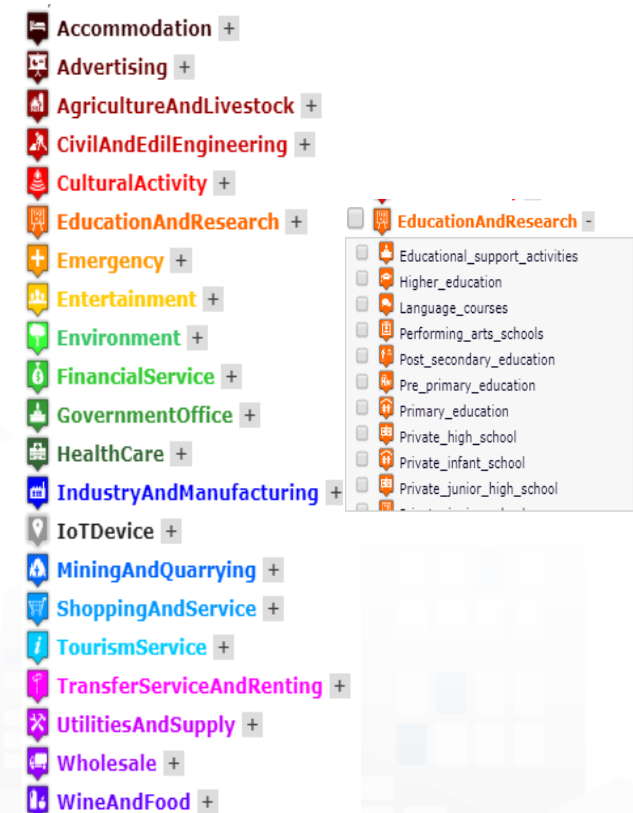 Accommodation +
Advertising +
AgricultureAndLivestock +
CivilAndEdilEngineering +
CulturalActivity +
EducationAndResearch +
Emergency +
Entertainment +
Environment +
FinancialService +
GovernmentOffice +
HealthCare +
IndustryAndManufacturing +
IoTDevice +
MiningAndQuarrying +
ShoppingAndService +
TourismService +
TransferServiceAndRenting +
UtilitiesAndSupply +
Wholesale +
WineAndFood +
EducationAndResearch -
Educational_support_activities
Higher_education
Language_courses
Performing_arts_schools
Post_secondary_education
Pre_primary_education
Primary_education
Private_high_school
Private_infant_school
Private_junior_high_school